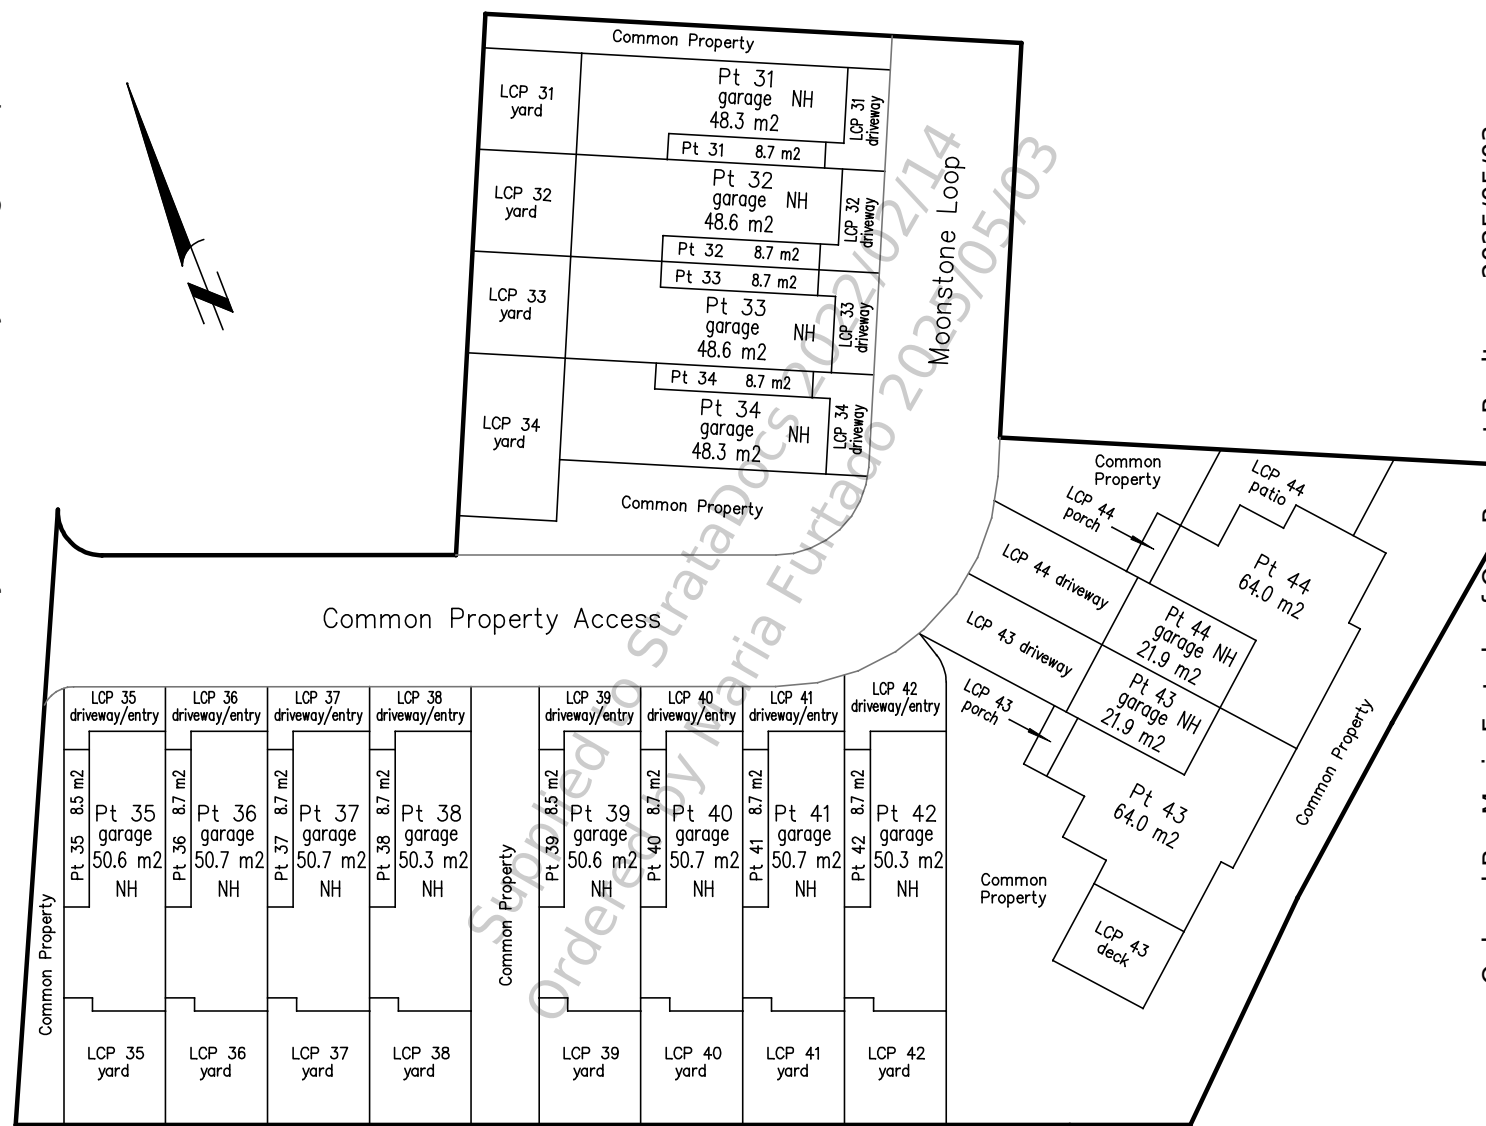 Common Property
LCP 31
yard
Pt 31
garage NH
48.3 m2
LCP 31
driveway
Pt 31 8.7 m2
LCP 32
yard
Pt 32
garage NH
48.6 m2
LCP 32
driveway
Pt 32 8.7 m2
LCP 33
yard
Pt 33 8.7 m2
Pt 33
garage NH
48.6 m2
LCP 33
driveway
LCP 34
yard
Pt 34 8.7 m2
Pt 34
garage NH
48.3 m2
LCP 34
driveway
Common Property
Moonstone Loop
N
Common Property Access
Common
Property
LCP 44
porch
LCP 44
patio
LCP 44 driveway
Pt 44
64.0 m2
Pt 44
garage NH
21.9 m2
LCP 43 driveway
Pt 43
garage NH
21.9 m2
LCP 43
porch
Pt 43
64.0 m2
Common Property
Common
Property
LCP 43
deck
LCP 35
driveway/entry
LCP 36
driveway/entry
LCP 37
driveway/entry
LCP 38
driveway/entry
LCP 39
driveway/entry
LCP 40
driveway/entry
LCP 41
driveway/entry
LCP 42
driveway/entry
Common Property
Pt 35 8.5 m2
Pt 35
garage
50.6 m2
NH
Pt 36 8.7 m2
Pt 36
garage
50.7 m2
NH
Pt 37 8.7 m2
Pt 37
garage
50.7 m2
NH
Pt 38 8.7 m2
Pt 38
garage
50.3 m2
NH
Common Property
Pt 39 8.5 m2
Pt 39
garage
50.6 m2
NH
Pt 40 8.7 m2
Pt 40
garage
50.7 m2
NH
Pt 41 8.7 m2
Pt 41
garage
50.7 m2
NH
Pt 42 8.7 m2
Pt 42
garage
50.3 m2
NH
LCP 35
yard
LCP 36
yard
LCP 37
yard
LCP 38
yard
LCP 39
yard
LCP 40
yard
LCP 41
yard
LCP 42
yard
Supplied to StrataDocs 2022/02/14
Ordered by Maria Furtado 2025/05/03